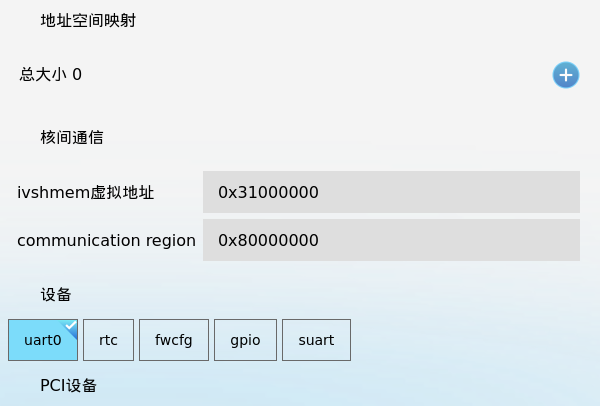 地址空间映射
总大小 0
核间通信
ivshmem虚拟地址 0x31000000
communication region 0x80000000
设备
uart0 rtc fwcfg gpio suart
PCI设备